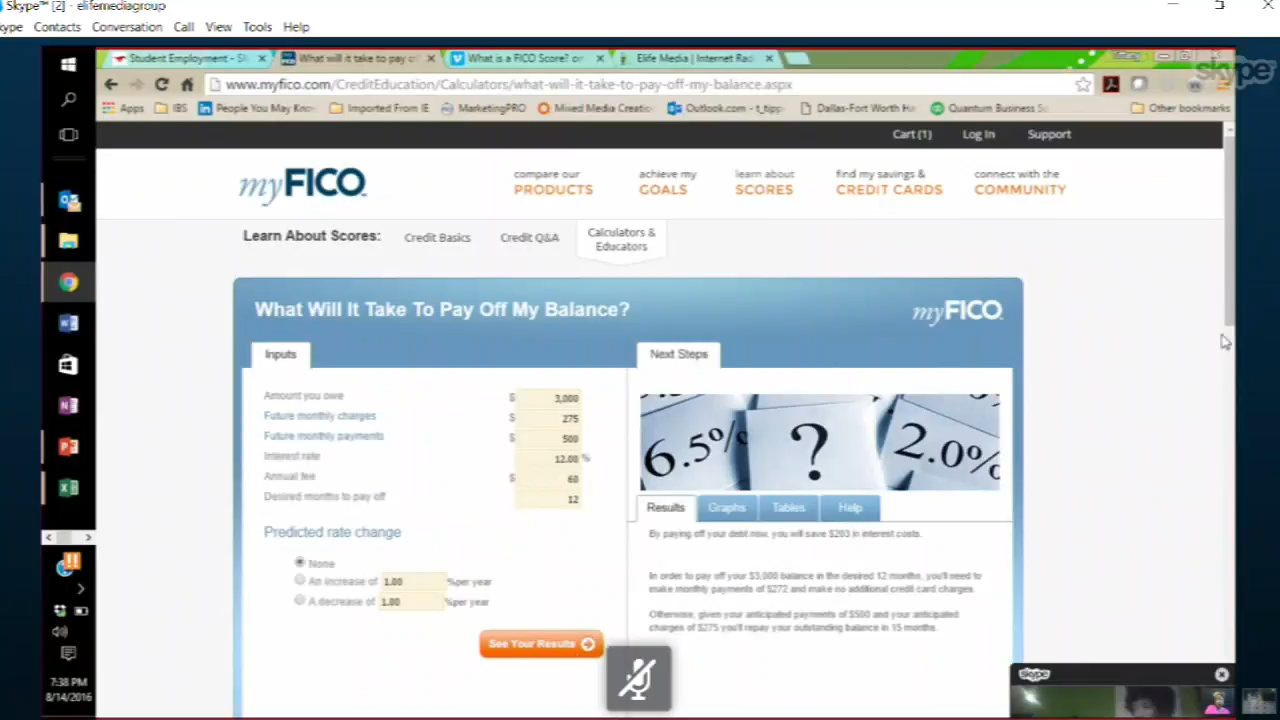 Skype™ [2] - elifemediagroup
kype Contacts Conversation Call View Tools Help
Student Employment - S
What will it take to pay o
What is a FICO Score? o
Elife Media | Internet Ra
www.myfico.com/CreditEducation/Calculators/what-will-it-take-to-pay-off-my-balance.aspx
skype
Apps IBS People You May Kno Imported From IE MarketingPRO Mixed Media Creatio Outlook.com - t_tipp Dallas-Fort Worth Ha Quantum Business S Other bookmarks
Cart (1) Log In Support
myFICO
compare our PRODUCTS
achieve my GOALS
learn about SCORES
find my savings & CREDIT CARDS
connect with the COMMUNITY
Learn About Scores: Credit Basics Credit Q&A Calculators & Educators
What Will It Take To Pay Off My Balance?
myFICO
Inputs
Amount you owe $ 3,000
Future monthly charges $ 275
Future monthly payments $ 500
Interest rate 12.00 %
Annual fee $ 60
Desired months to pay off 12
Predicted rate change
None
An increase of 1.00 %per year
A decrease of 1.00 %per year
See Your Results
Next Steps
6.5% ? 2.0%
Results Graphs Tables Help
By paying off your debt now, you will save $283 in interest costs.
In order to pay off your $3,000 balance in the desired 12 months, you'll need to
make monthly payments of $272 and make no additional credit card charges
Otherwise, given your anticipated payments of $500 and your anticipated
charges of $275 you'll repay your outstanding balance in 15 months.
7:38 PM
8/14/2016
skype